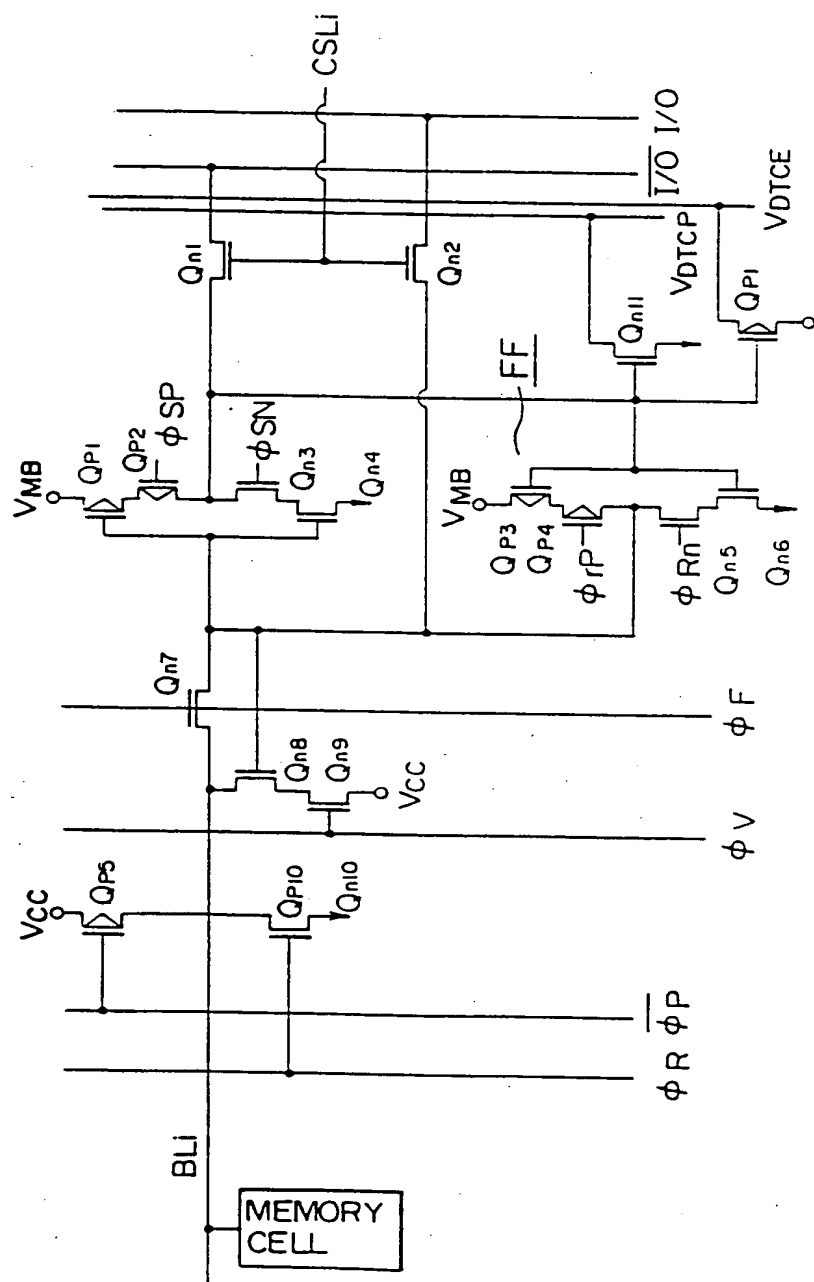 MEMORY
CELL
BLi
φR
φP
VCC
QP5
QP10
Qn10
φV
VCC
Qn8
Qn9
φF
Qn7
VMB
QP1
QP2
φSP
φSN
Qn3
Qn4
VMB
QP3
QP4
φrP
φRn
Qn5
Qn6
FF
Qn1
Qn2
Qn11
QP1
VDTCP
VDTCE
I/O
I/O
CSLi